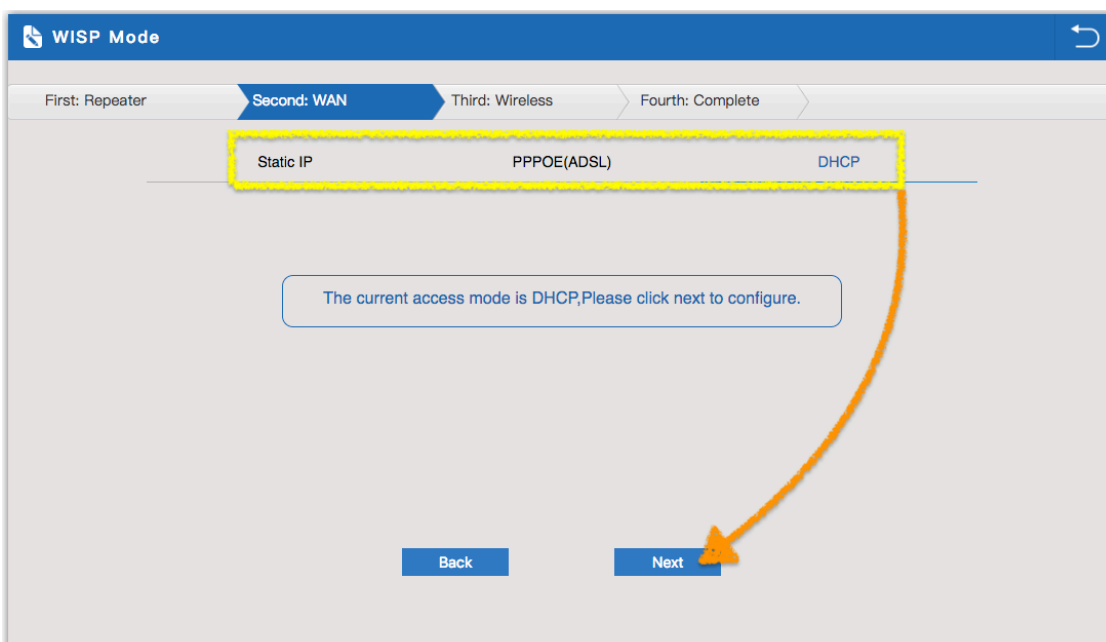 WISP Mode
First: Repeater
Second: WAN
Third: Wireless
Fourth: Complete
Static IP
PPPOE(ADSL)
DHCP
The current access mode is DHCP,Please click next to configure.
Back
Next